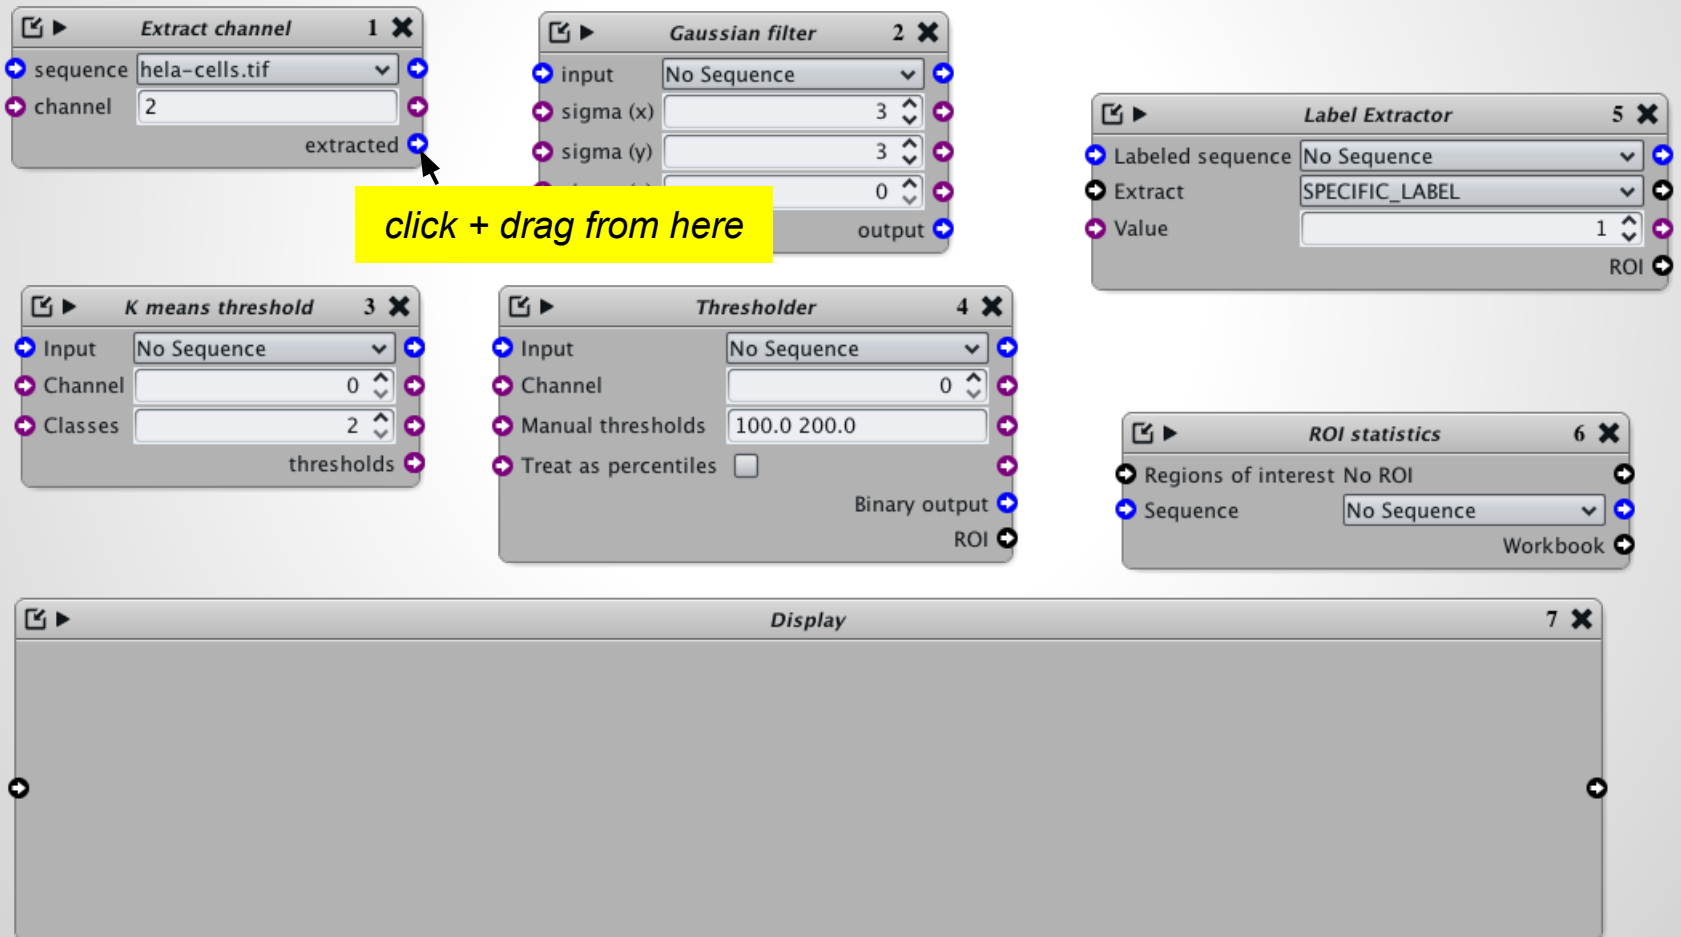 Extract channel 1
sequence hela-cells.tif
channel 2
extracted
Gaussian filter 2
input No Sequence
sigma (x) 3
sigma (y) 3
0
output
click + drag from here
Label Extractor 5
Labeled sequence No Sequence
Extract SPECIFIC_LABEL
Value 1
ROI
K means threshold 3
Input No Sequence
Channel 0
Classes 2
thresholds
Thresholder 4
Input No Sequence
Channel 0
Manual thresholds 100.0 200.0
Treat as percentiles
Binary output
ROI
ROI statistics 6
Regions of interest No ROI
Sequence No Sequence
Workbook
Display 7